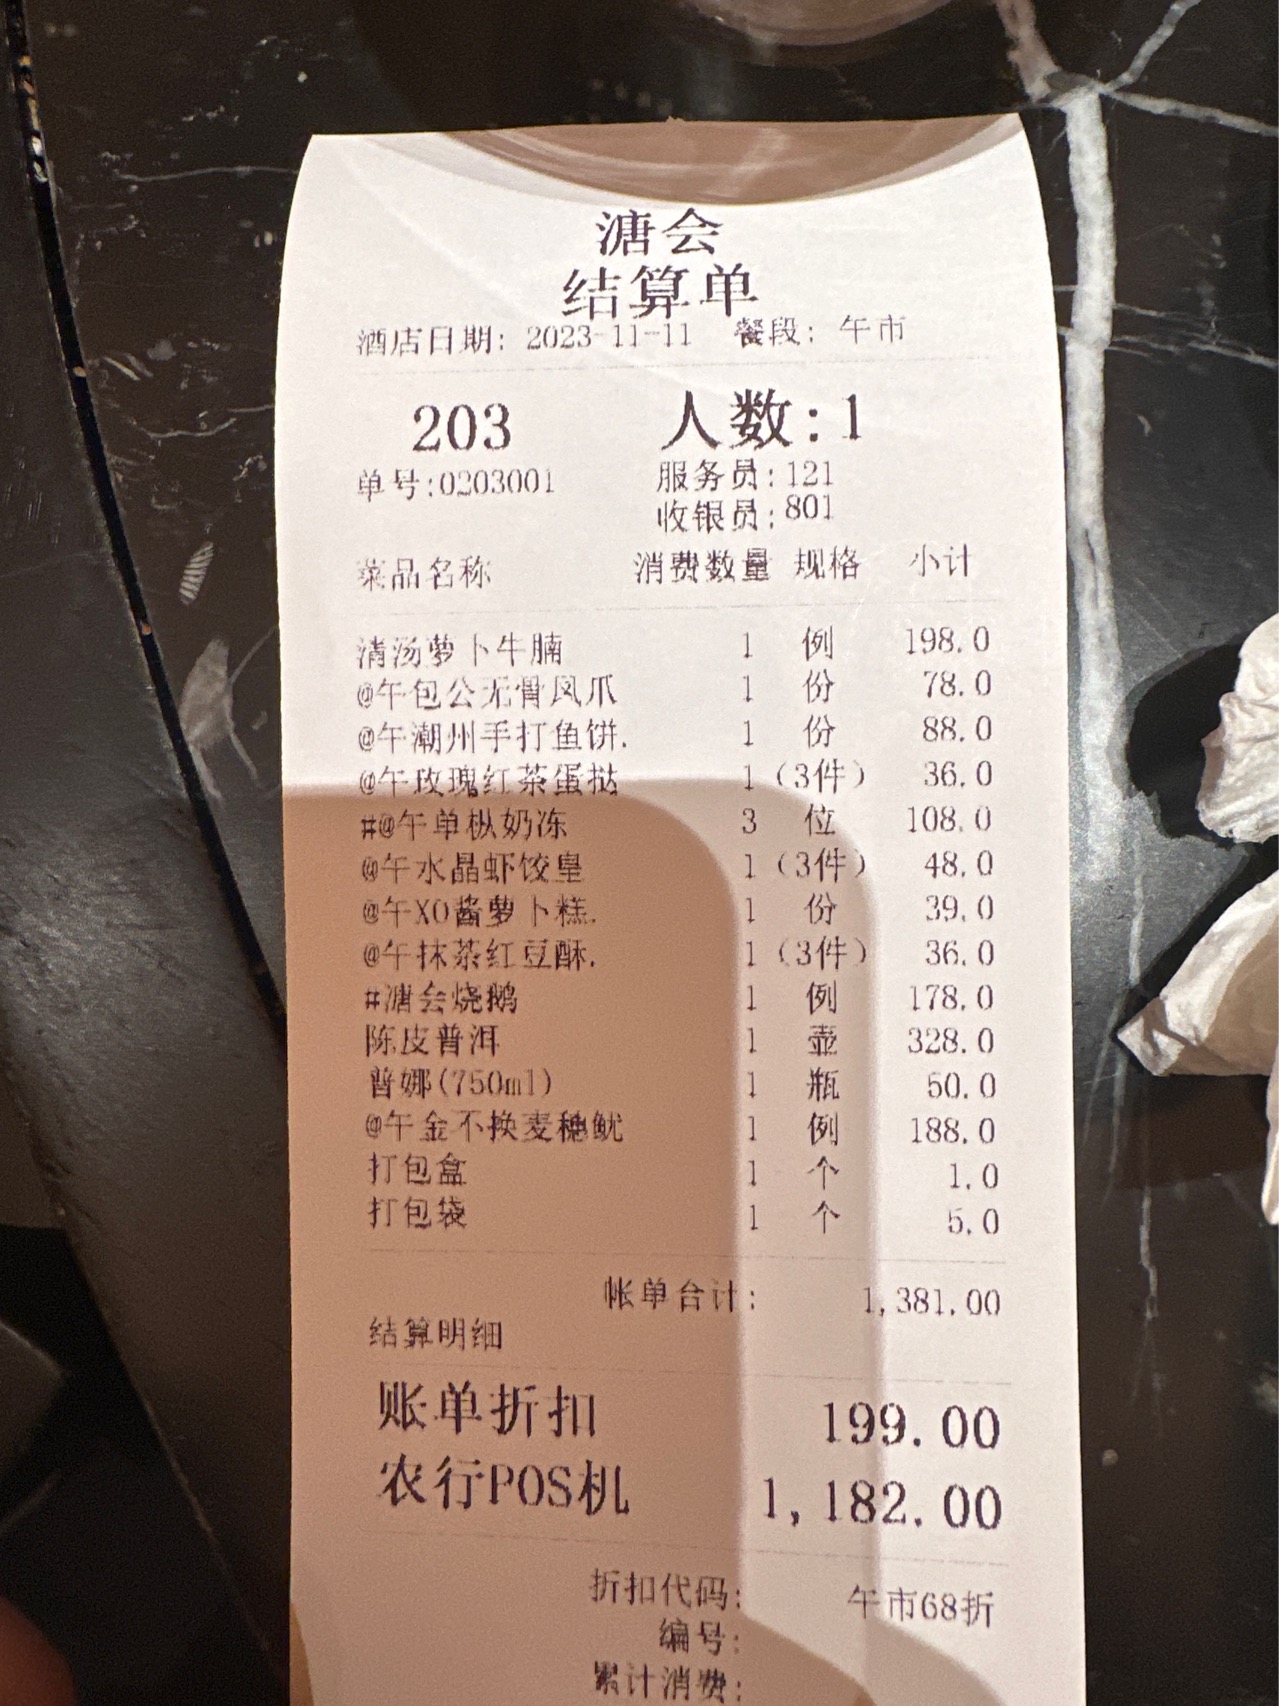 溏会
结算单
酒店日期: 2023-11-11 餐段: 午市
203 人数:1
单号:0203001 服务员:121
收银员:801
菜品名称 消费数量 规格 小计
清汤萝卜牛腩 1 例 198.0
@午包公无骨凤爪 1 份 78.0
@午潮州手打鱼饼. 1 份 88.0
@午玫瑰红茶蛋挞 1 (3件) 36.0
#@午单枞奶冻 3 位 108.0
@午水晶虾饺皇 1 (3件) 48.0
@午XO酱萝卜糕. 1 份 39.0
@午抹茶红豆酥. 1 (3件) 36.0
#溏会烧鹅 1 例 178.0
陈皮普洱 1 壶 328.0
普娜(750ml) 1 瓶 50.0
@午金不换麦穗鱿 1 例 188.0
打包盒 1 个 1.0
打包袋 1 个 5.0
帐单合计: 1,381.00
结算明细
账单折扣 199.00
农行POS机 1,182.00
折扣代码: 午市68折
编号:
累计消费: